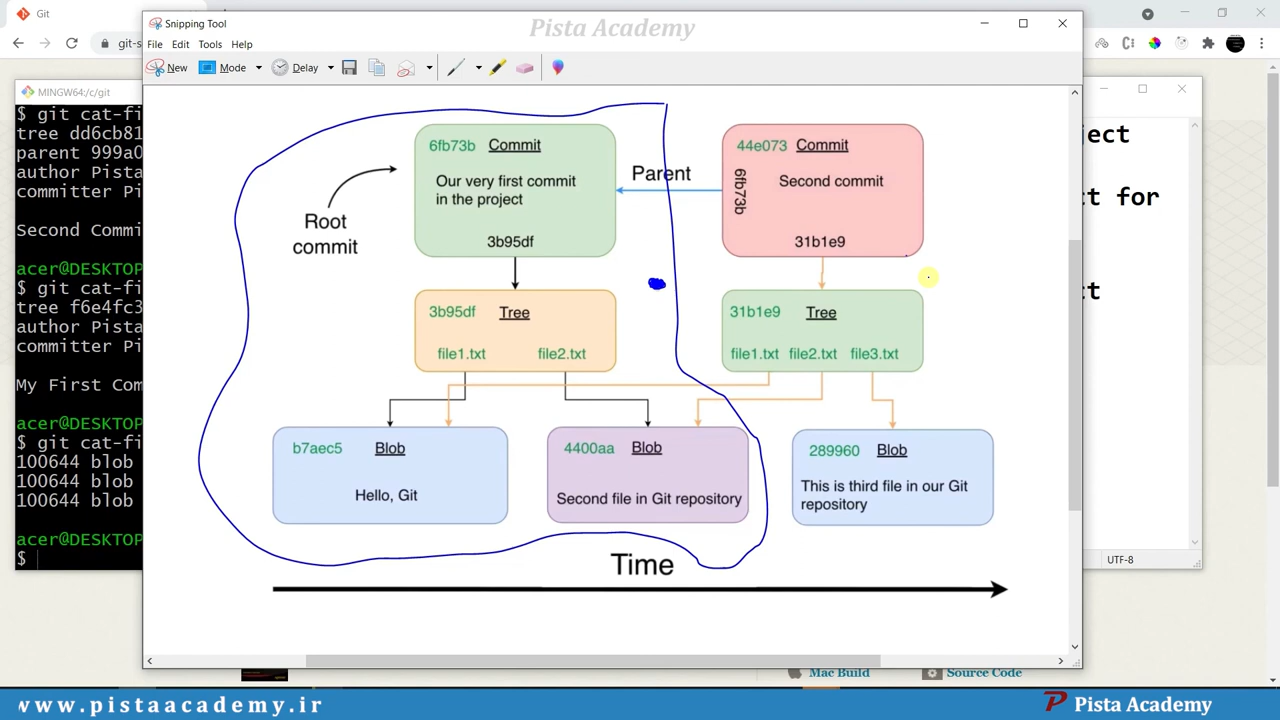 Git
Snipping Tool
Pista Academy
File Edit Tools Help
git-s
New Mode Delay
MINGW64:/c/git
$ git cat-fi
tree dd6cb81
parent 999a0
author Pista
committer Pi
Second Commi
acer@DESKTOP
$ git cat-fi
tree f6e4fc3
author Pista
committer Pi
My First Com
acer@DESKTOP
$ git cat-fi
100644 blob
100644 blob
100644 blob
acer@DESKTOP
$
6fb73b Commit
Our very first commit
in the project
3b95df
Root
commit
Parent
44e073 Commit
6fb73b
Second commit
31b1e9
3b95df Tree
file1.txt file2.txt
31b1e9 Tree
file1.txt file2.txt file3.txt
b7aec5 Blob
Hello, Git
4400aa Blob
Second file in Git repository
289960 Blob
This is third file in our Git
repository
Time
ject
ct for
ct
UTF-8
Mac Build
Source Code
www.pistaacademy.ir
Pista Academy